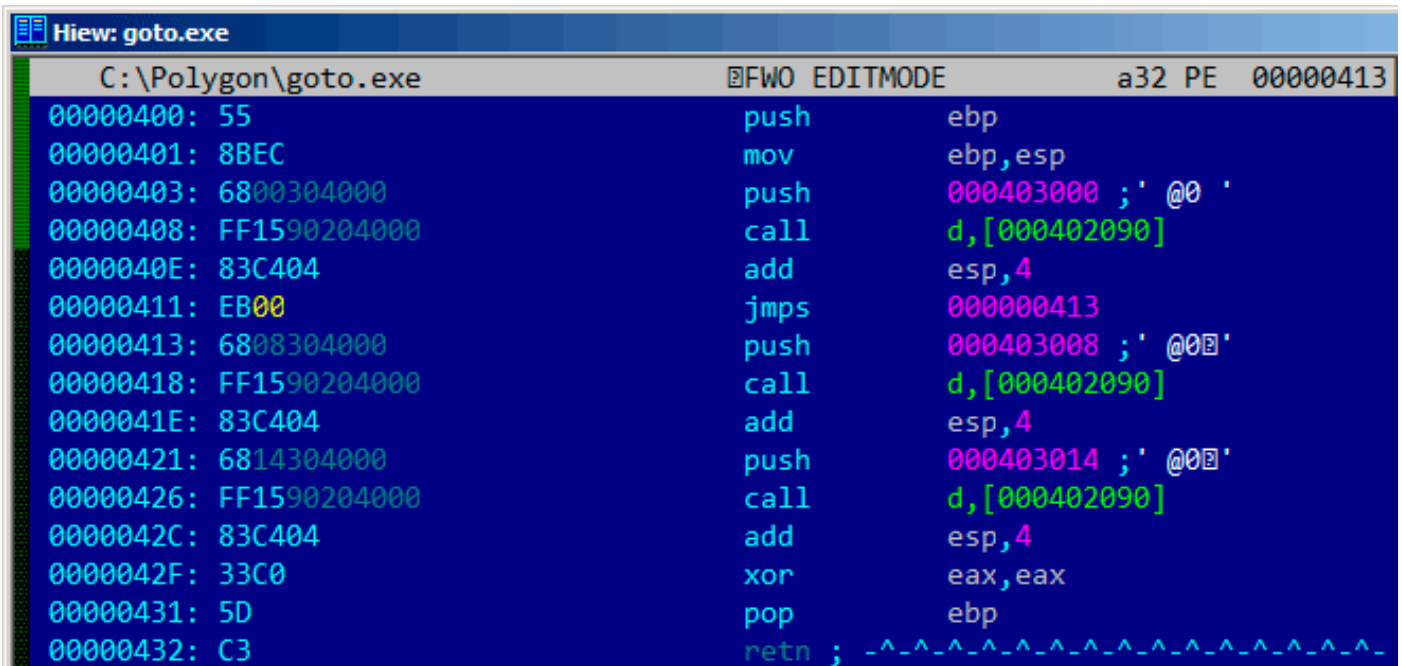 Hiew: goto.exe
C:\Polygon\goto.exe FWO EDITMODE a32 PE 00000413
00000400: 55 push ebp
00000401: 8BEC mov ebp,esp
00000403: 6800304000 push 000403000 ;' @0 '
00000408: FF1590204000 call d,[000402090]
0000040E: 83C404 add esp,4
00000411: EB00 jmps 000000413
00000413: 6808304000 push 000403008 ;' @0⍰'
00000418: FF1590204000 call d,[000402090]
0000041E: 83C404 add esp,4
00000421: 6814304000 push 000403014 ;' @0⍰'
00000426: FF1590204000 call d,[000402090]
0000042C: 83C404 add esp,4
0000042F: 33C0 xor eax,eax
00000431: 5D pop ebp
00000432: C3 retn ; -^-^-^-^-^-^-^-^-^-^-^-^-^-^-^-